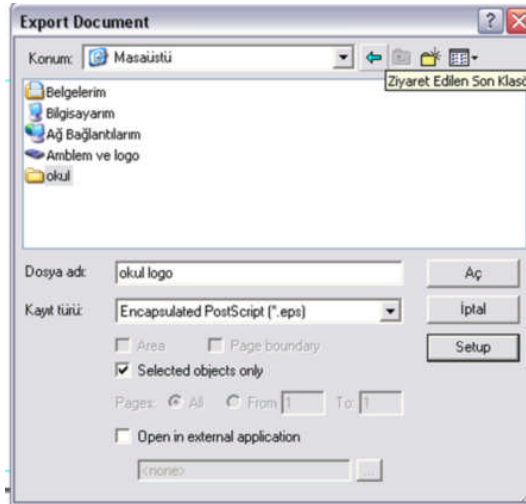 Export Document
Konum: Masaüstü
Ziyaret Edilen Son Klasö
Belgelerim
Bilgisayarım
Ağ Bağlantılarım
Amblem ve logo
okul
Dosya adı: okul logo Aç
Kayıt türü: Encapsulated PostScript (*.eps) İptal
Area Page boundary Setup
Selected objects only
Pages: All From 1 To: 1
Open in external application
<none> ...